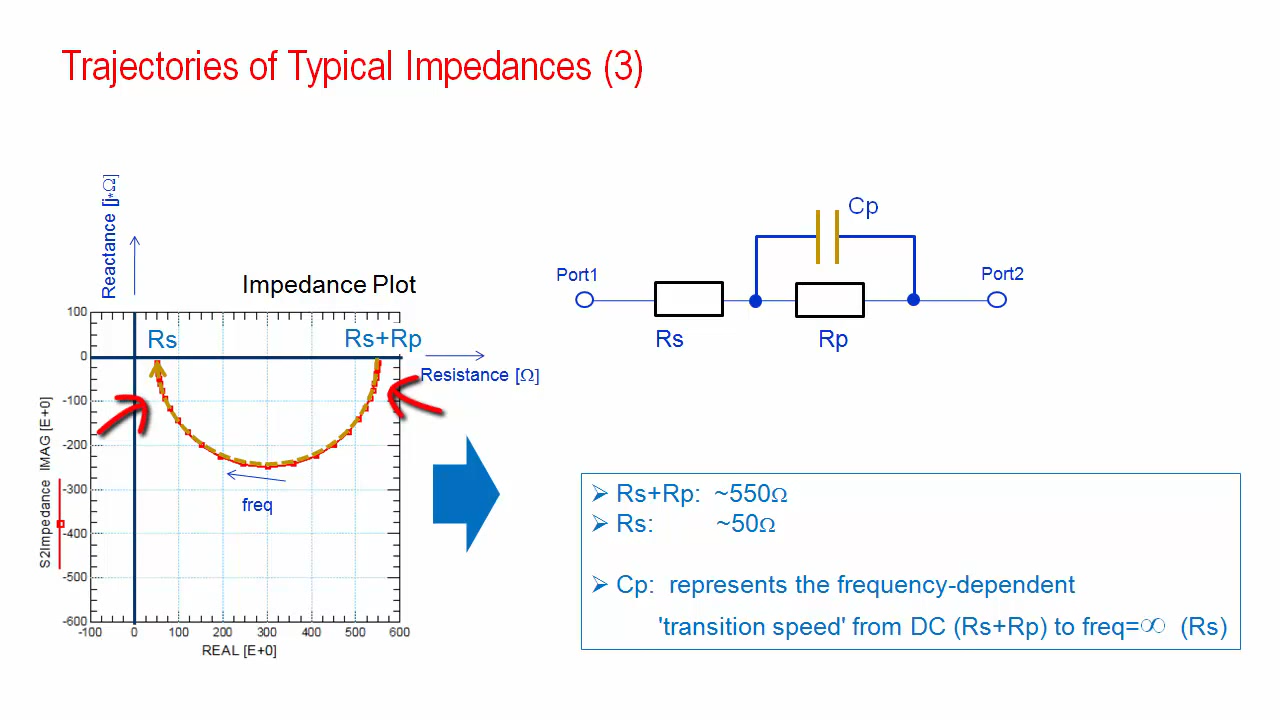 Trajectories of Typical Impedances (3)
Reactance [j*Ω]
Impedance Plot
Rs
Rs+Rp
Resistance [Ω]
100
0
-100
-200
-300
-400
-500
-600
S2Impedance IMAG [E+0]
freq
-100 0 100 200 300 400 500 600
REAL [E+0]
Cp
Port1
Port2
Rs
Rp
➢ Rs+Rp: ~550Ω
➢ Rs: ~50Ω
➢ Cp: represents the frequency-dependent
'transition speed' from DC (Rs+Rp) to freq=∞ (Rs)